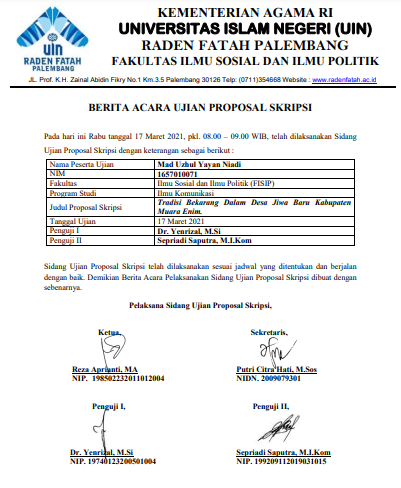 KEMENTERIAN AGAMA RI
UNIVERSITAS ISLAM NEGERI (UIN)
RADEN FATAH PALEMBANG
FAKULTAS ILMU SOSIAL DAN ILMU POLITIK
uin
RADEN FATAH
PALEMBANG
JL. Prof. K.H. Zainal Abidin Fikry No.1 Km.3.5 Palembang 30126 Telp: (0711)354668 Website : www.radenfatah.ac.id
BERITA ACARA UJIAN PROPOSAL SKRIPSI
Pada hari ini Rabu tanggal 17 Maret 2021, pkl. 08.00 – 09.00 WIB, telah dilaksanakan Sidang
Ujian Proposal Skripsi dengan keterangan sebagai berikut :
Nama Peserta Ujian Mad Uzhul Yayan Niadi
NIM 1657010071
Fakultas Ilmu Sosial dan Ilmu Politik (FISIP)
Program Studi Ilmu Komunikasi
Judul Proposal Skripsi Tradisi Bekarang Dalam Desa Jiwa Baru Kabupaten
Muara Enim.
Tanggal Ujian 17 Maret 2021
Penguji I Dr. Yenrizal, M.Si
Penguji II Sepriadi Saputra, M.I.Kom
Sidang Ujian Proposal Skripsi telah dilaksanakan sesuai jadwal yang ditentukan dan berjalan
dengan baik. Demikian Berita Acara Pelaksanaan Sidang Ujian Proposal Skripsi dibuat dengan
sebenarnya.
Pelaksana Sidang Ujian Proposal Skripsi,
Ketua, Sekretaris,
Reza Aprianti, MA Putri Citra Hati, M.Sos
NIP. 198502232011012004 NIDN. 2009079301
Penguji I, Penguji II,
Dr. Yenrizal, M.Si Sepriadi Saputra, M.I.Kom
NIP. 197401232005011004 NIP. 199209112019031015